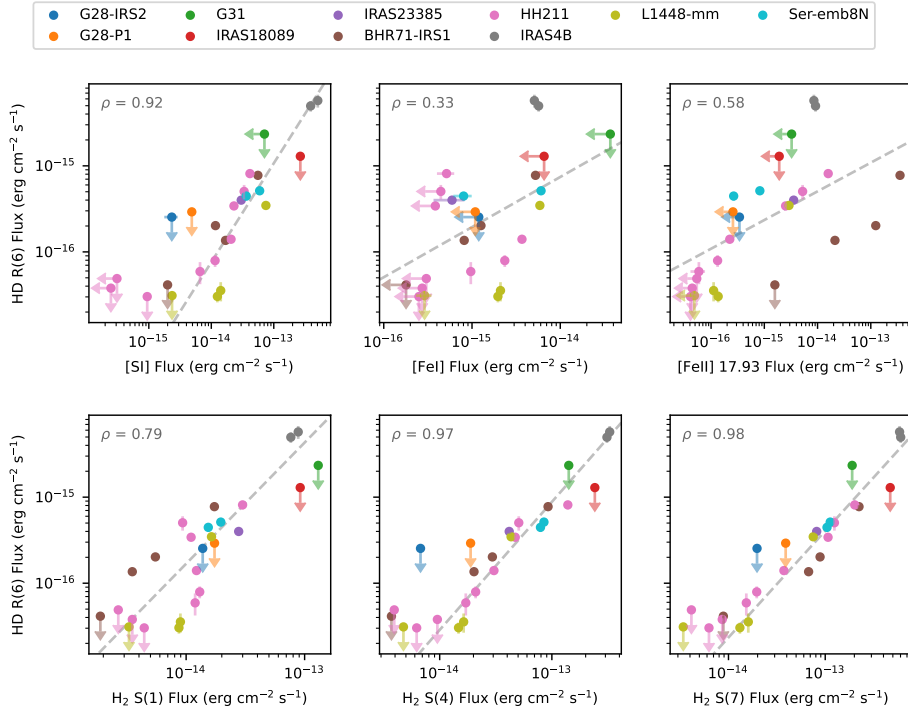 G28-IRS2 G31 IRAS23385 HH211 L1448-mm Ser-emb8N
G28-P1 IRAS18089 BHR71-IRS1 IRAS4B
ρ = 0.92 ρ = 0.33 ρ = 0.58
HD R(6) Flux (erg cm⁻² s⁻¹)
10⁻¹⁵
10⁻¹⁶
10⁻¹⁵ 10⁻¹⁴ 10⁻¹³ 10⁻¹⁶ 10⁻¹⁵ 10⁻¹⁴ 10⁻¹⁶ 10⁻¹⁵ 10⁻¹⁴ 10⁻¹³
[SI] Flux (erg cm⁻² s⁻¹) [FeI] Flux (erg cm⁻² s⁻¹) [FeII] 17.93 Flux (erg cm⁻² s⁻¹)
ρ = 0.79 ρ = 0.97 ρ = 0.98
HD R(6) Flux (erg cm⁻² s⁻¹)
10⁻¹⁵
10⁻¹⁶
10⁻¹⁴ 10⁻¹³ 10⁻¹⁴ 10⁻¹³ 10⁻¹⁴ 10⁻¹³
H₂ S(1) Flux (erg cm⁻² s⁻¹) H₂ S(4) Flux (erg cm⁻² s⁻¹) H₂ S(7) Flux (erg cm⁻² s⁻¹)